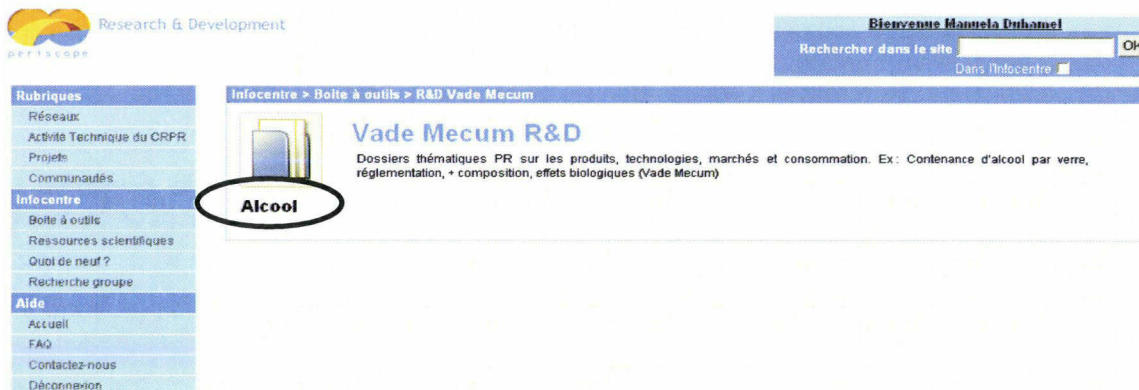 Research & Development
periscope
Bienvenue Manuela Duhamel
Rechercher dans le site
OK
Dans l'Infocentre
Rubriques
Réseaux
Activité Technique du CRPR
Projets
Communautés
Infocentre
Boîte à outils
Ressources scientifiques
Quoi de neuf ?
Recherche groupe
Aide
Accueil
FAQ
Contactez-nous
Déconnexion
Infocentre > Boîte à outils > R&D Vade Mecum
Vade Mecum R&D
Dossiers thématiques PR sur les produits, technologies, marchés et consommation. Ex : Contenance d'alcool par verre,
réglementation, + composition, effets biologiques (Vade Mecum)
Alcool